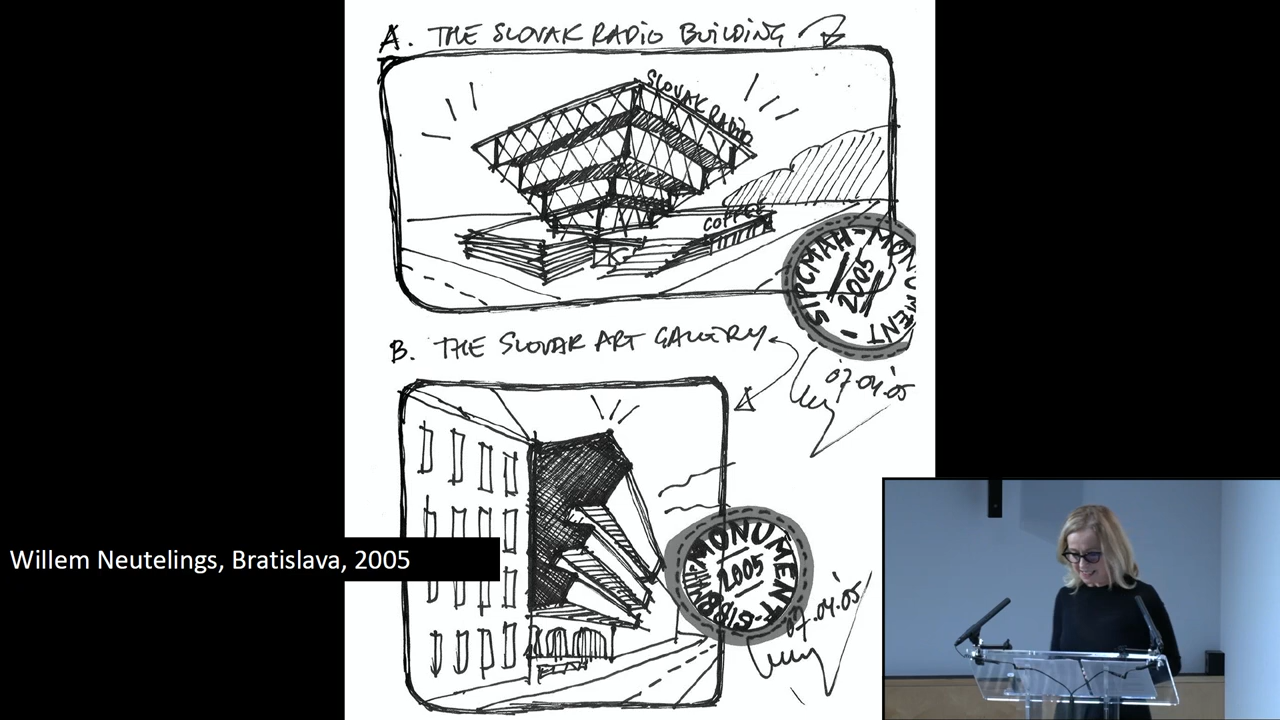 A. THE SLOVAK RADIO BUILDING
SLOVAK RADIO
COFFEE
MONUMENT
2005
07.04.'05
B. THE SLOVAK ART GALLERY
MONUMENT
2005
07.04.05
Willem Neutelings, Bratislava, 2005